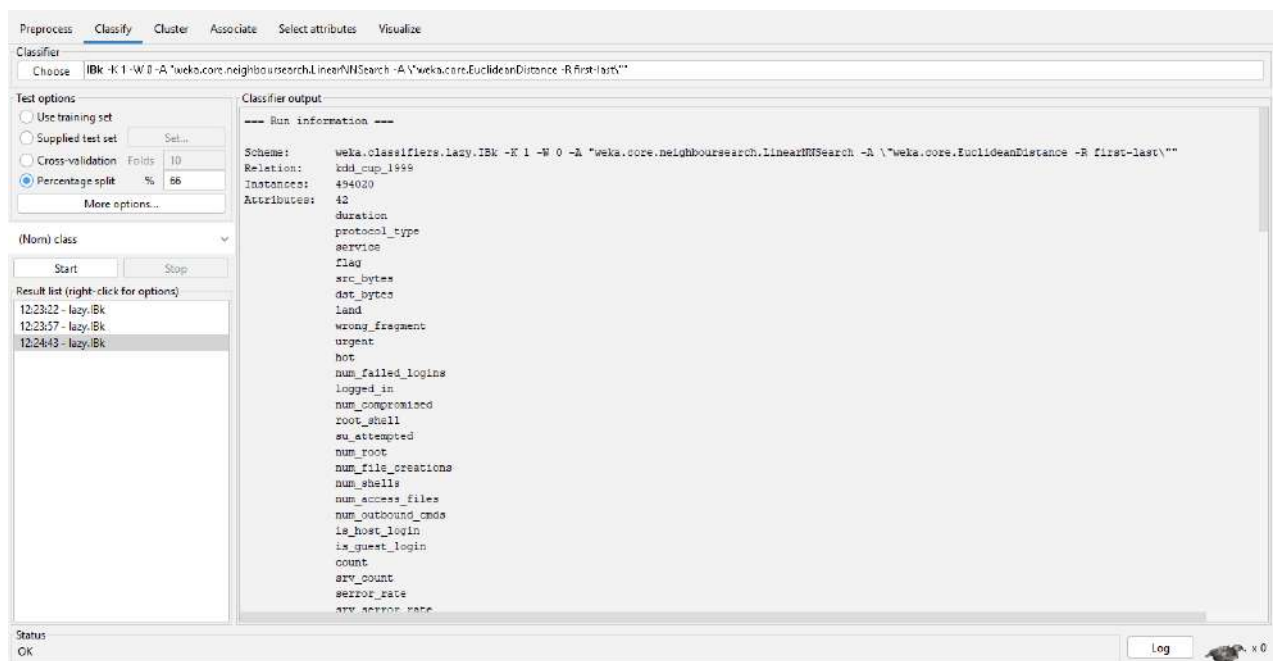 Preprocess Classify Cluster Associate Select attributes Visualize
Classifier
Choose IBk -K 1 -W 0 -A "weka.core.neighboursearch.LinearNNSearch -A \"weka.core.EuclideanDistance -R first-last\""
Test options
Use training set
Supplied test set Set...
Cross-validation Folds 10
Percentage split % 66
More options...
(Nom) class
Start Stop
Result list (right-click for options)
12:23:22 - lazy.IBk
12:23:57 - lazy.IBk
12:24:43 - lazy.IBk
Classifier output
=== Run information ===
Scheme: weka.classifiers.lazy.IBk -K 1 -W 0 -A "weka.core.neighboursearch.LinearNNSearch -A \"weka.core.EuclideanDistance -R first-last\""
Relation: kdd_cup_1999
Instances: 494020
Attributes: 42
duration
protocol_type
service
flag
src_bytes
dst_bytes
land
wrong_fragment
urgent
hot
num_failed_logins
logged_in
num_compromised
root_shell
su_attempted
num_root
num_file_creations
num_shells
num_access_files
num_outbound_cmds
is_host_login
is_guest_login
count
srv_count
serror_rate
srv_serror_rate
Status
OK
Log x 0